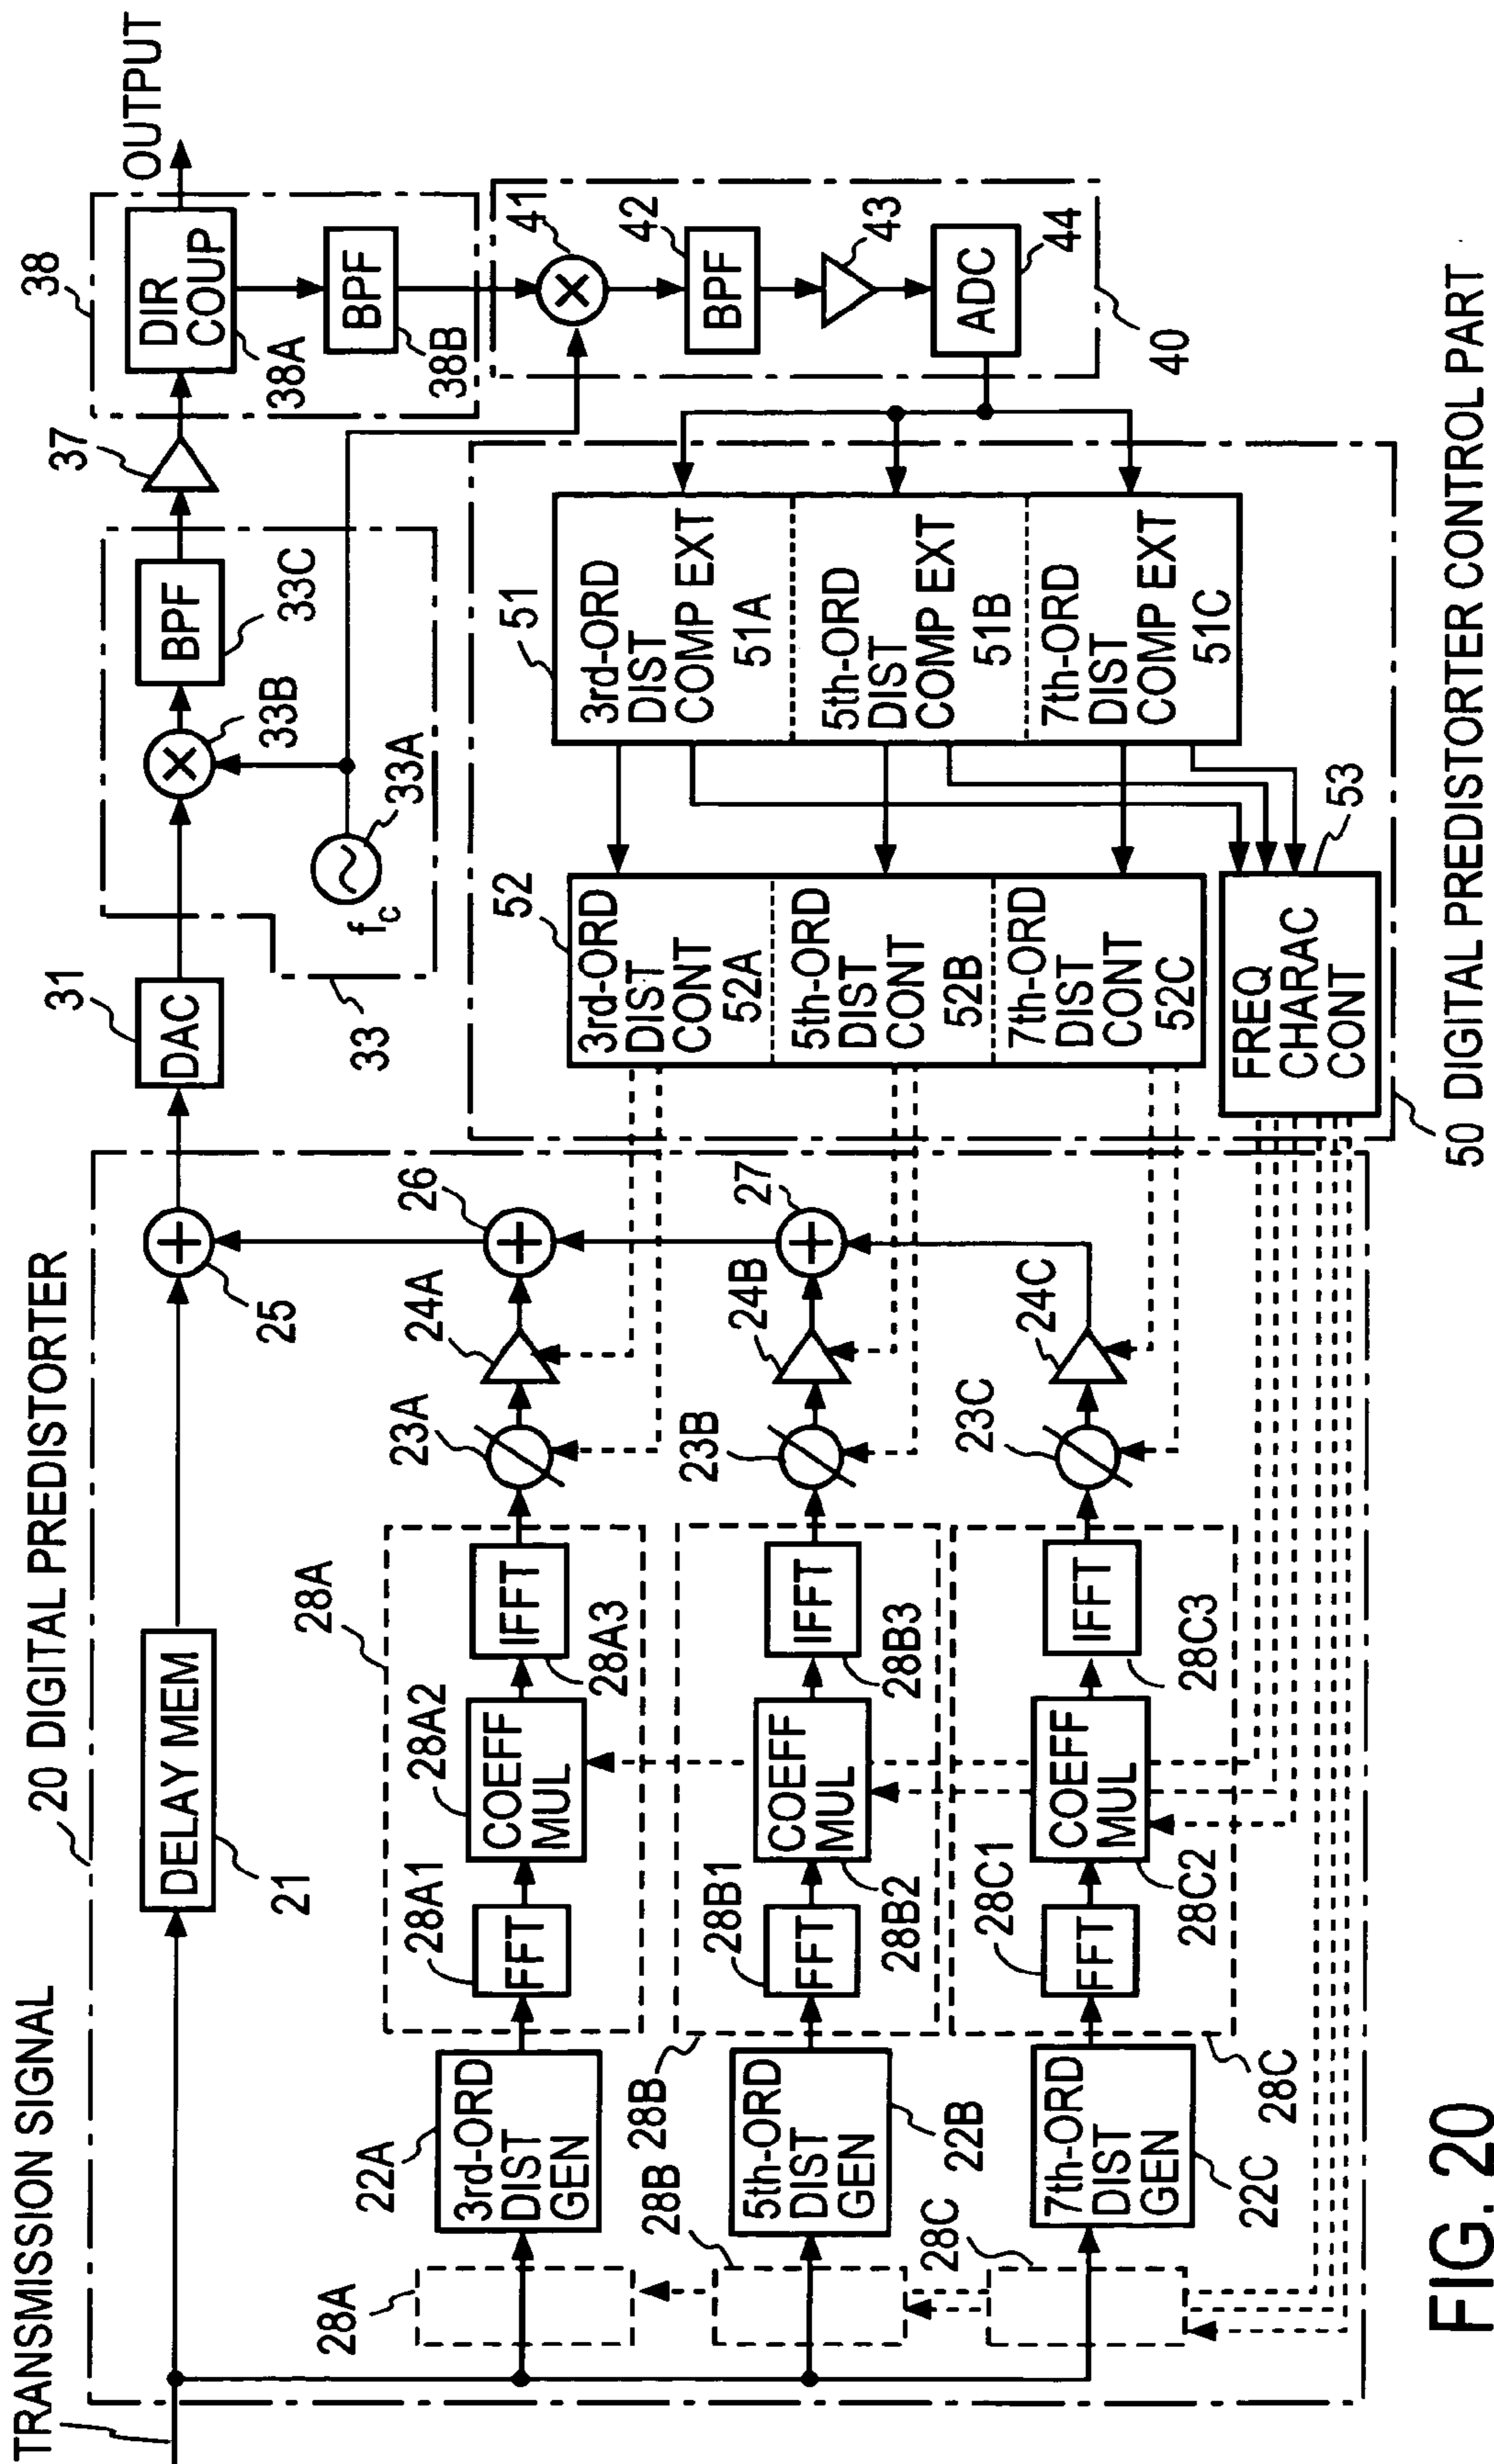 TRANSMISSION SIGNAL
20 DIGITAL PREDISTORTER
DELAY MEM
21
25
31
DAC
33
33A
fc
33B
BPF
33C
37
38
DIR
COUP
38A
BPF
38B
OUTPUT
41
42
BPF
43
ADC
44
40
28A
22A
3rd-ORD
DIST
GEN
28A
28A1
FFT
28A2
COEFF
MUL
IFFT
28A3
23A
24A
26
28B
28B
5th-ORD
DIST
GEN
22B
28B1
FFT
COEFF
MUL
28B2
IFFT
28B3
23B
24B
27
28C
7th-ORD
DIST
GEN
22C
28C
28C1
FFT
COEFF
MUL
28C2
IFFT
28C3
23C
24C
52
3rd-ORD
DIST
CONT
52A
5th-ORD
DIST
CONT
52B
7th-ORD
DIST
CONT
52C
51
3rd-ORD
DIST
COMP EXT
51A
5th-ORD
DIST
COMP EXT
51B
7th-ORD
DIST
COMP EXT
51C
FREQ
CHARAC
CONT
53
50 DIGITAL PREDISTORTER CONTROL PART
FIG. 20